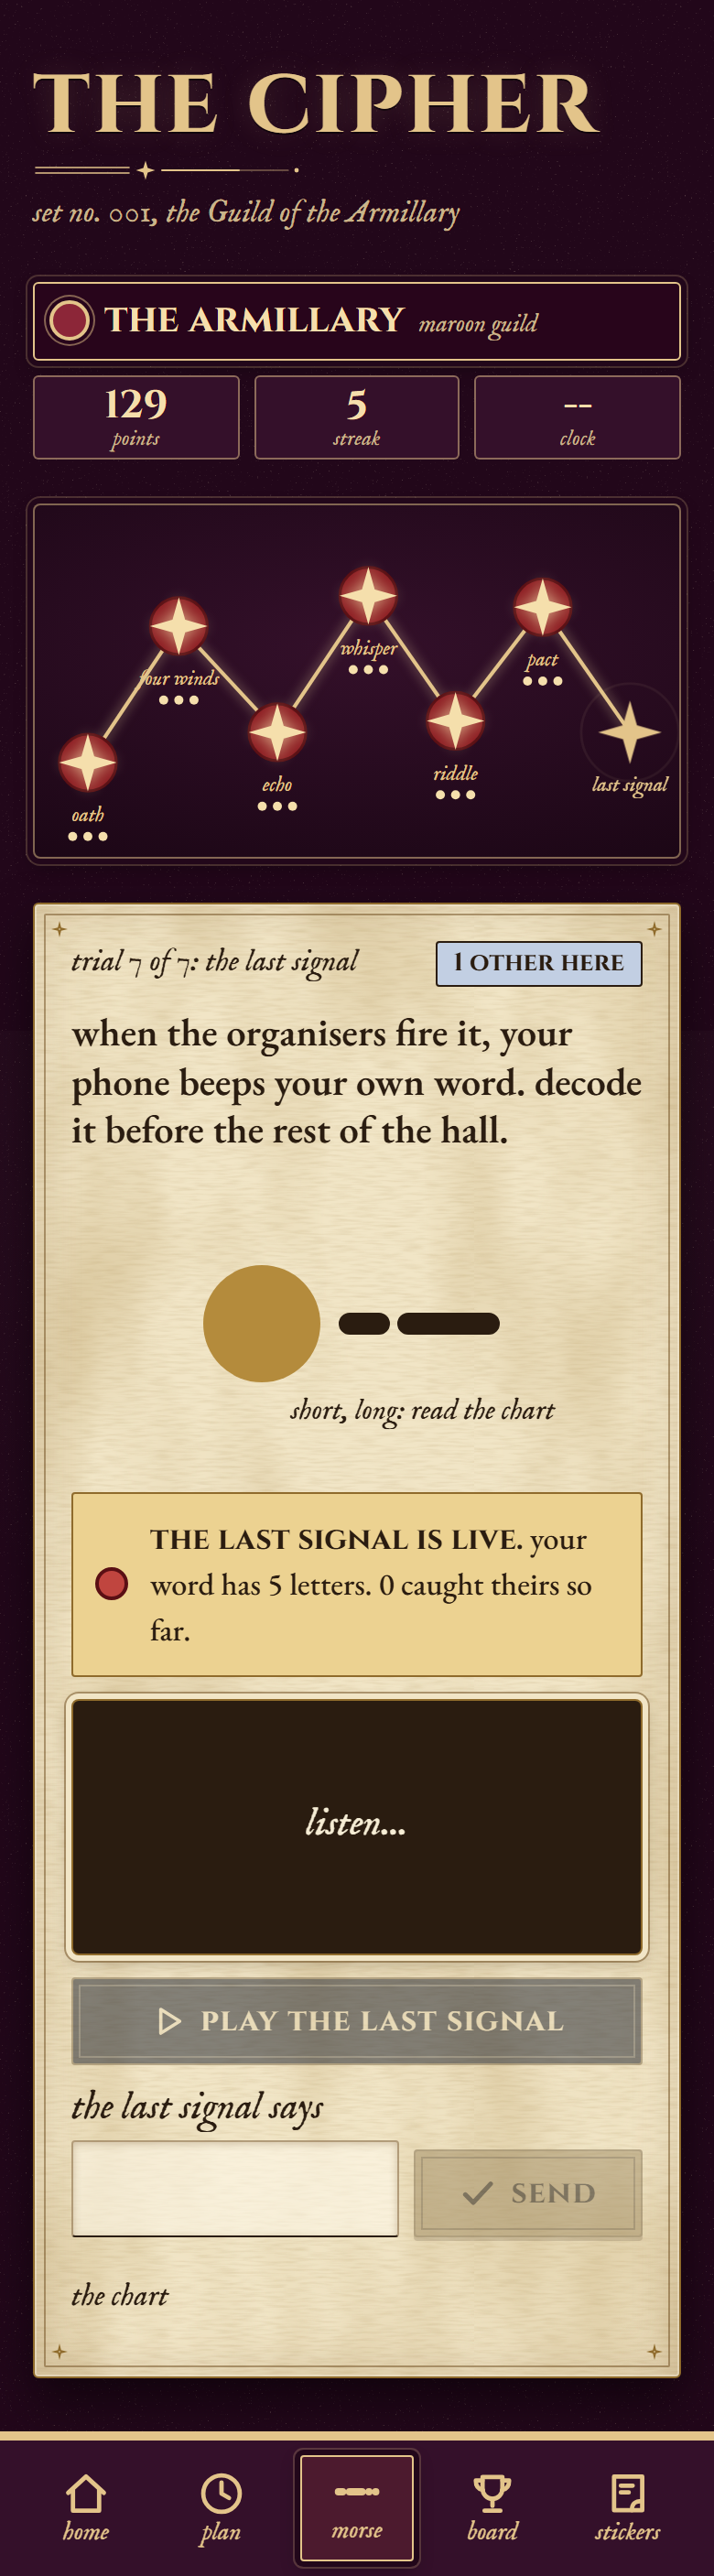 THE CIPHER
set no. 001, the Guild of the Armillary
THE ARMILLARY maroon guild
129 5 --
points streak clock
whisper
pact
four winds
riddle
echo
last signal
oath
trial 7 of 7: the last signal
1 OTHER HERE
when the organisers fire it, your
phone beeps your own word. decode
it before the rest of the hall.
short, long: read the chart
THE LAST SIGNAL IS LIVE. your
word has 5 letters. 0 caught theirs so
far.
listen...
PLAY THE LAST SIGNAL
the last signal says
SEND
the chart
home plan morse board stickers